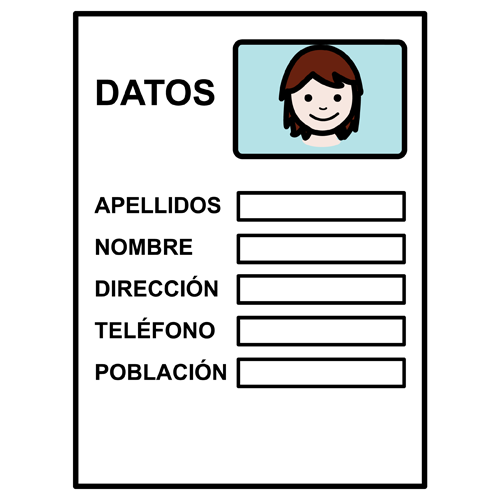 DATOS
APELLIDOS
NOMBRE
DIRECCIÓN
TELÉFONO
POBLACIÓN